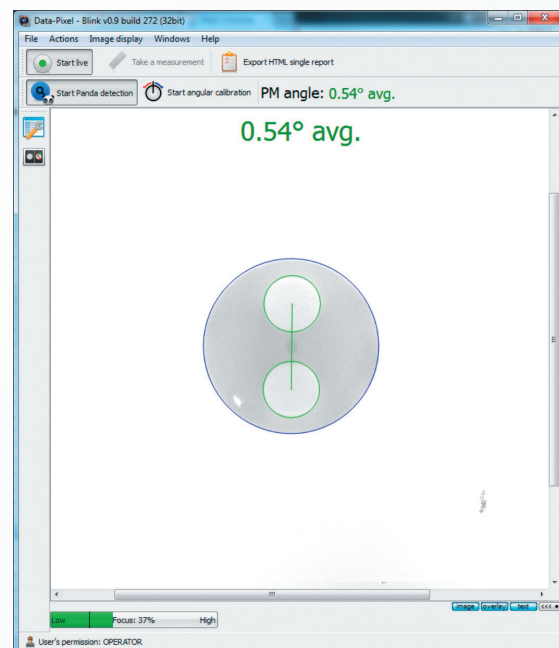 Data-Pixel - Blink v0.9 build 272 (32bit)
File Actions Image display Windows Help
Start live Take a measurement Export HTML single report
Start Panda detection Start angular calibration PM angle: 0.54° avg.
0.54° avg.
image overlay text <<<
Low Focus: 37% High
User's permission: OPERATOR